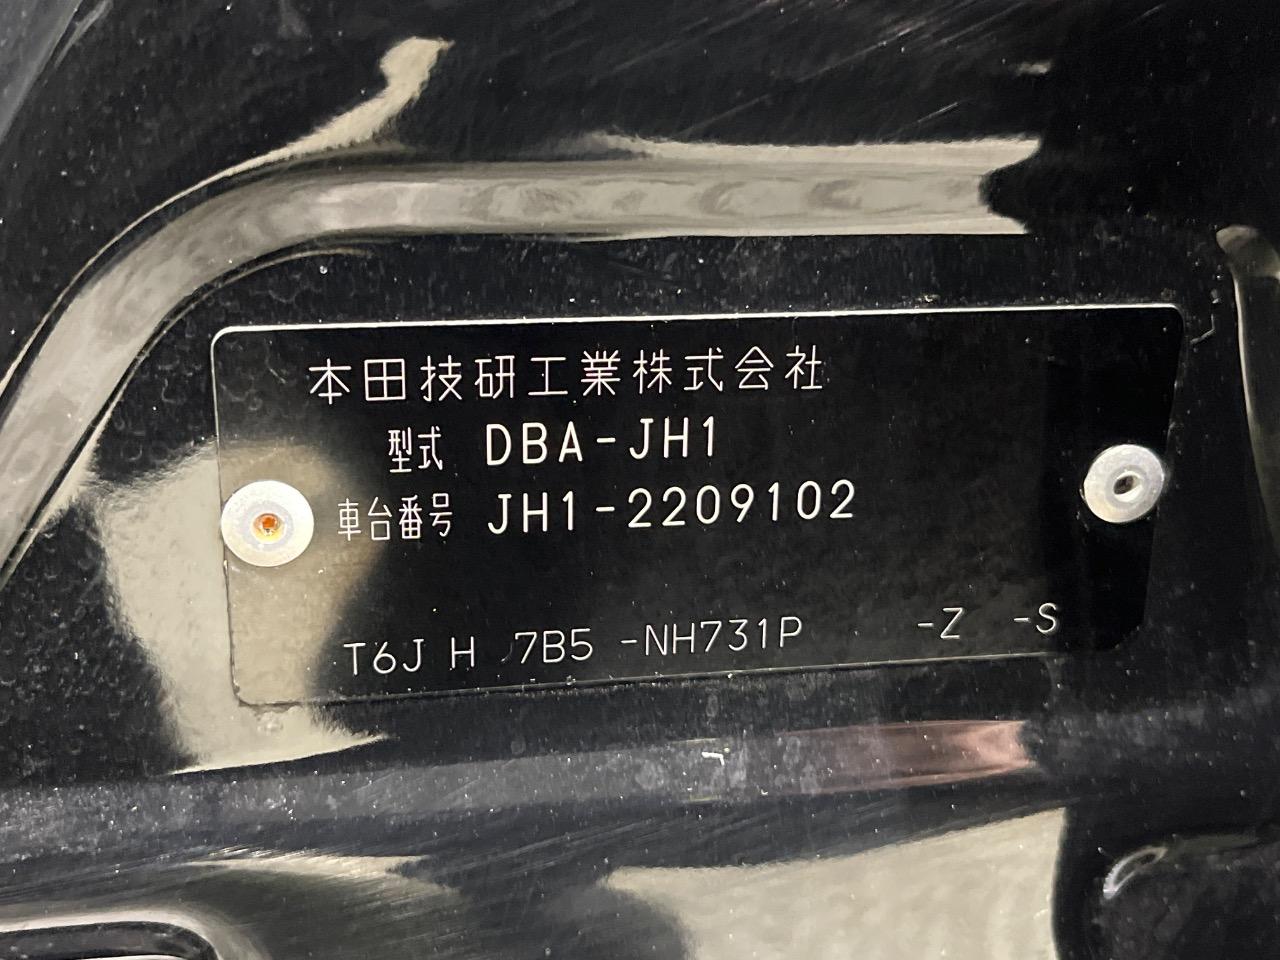 本田技研工業株式会社
型式 DBA-JH1
車台番号 JH1-2209102
T6J H 7B5 -NH731P -Z -S